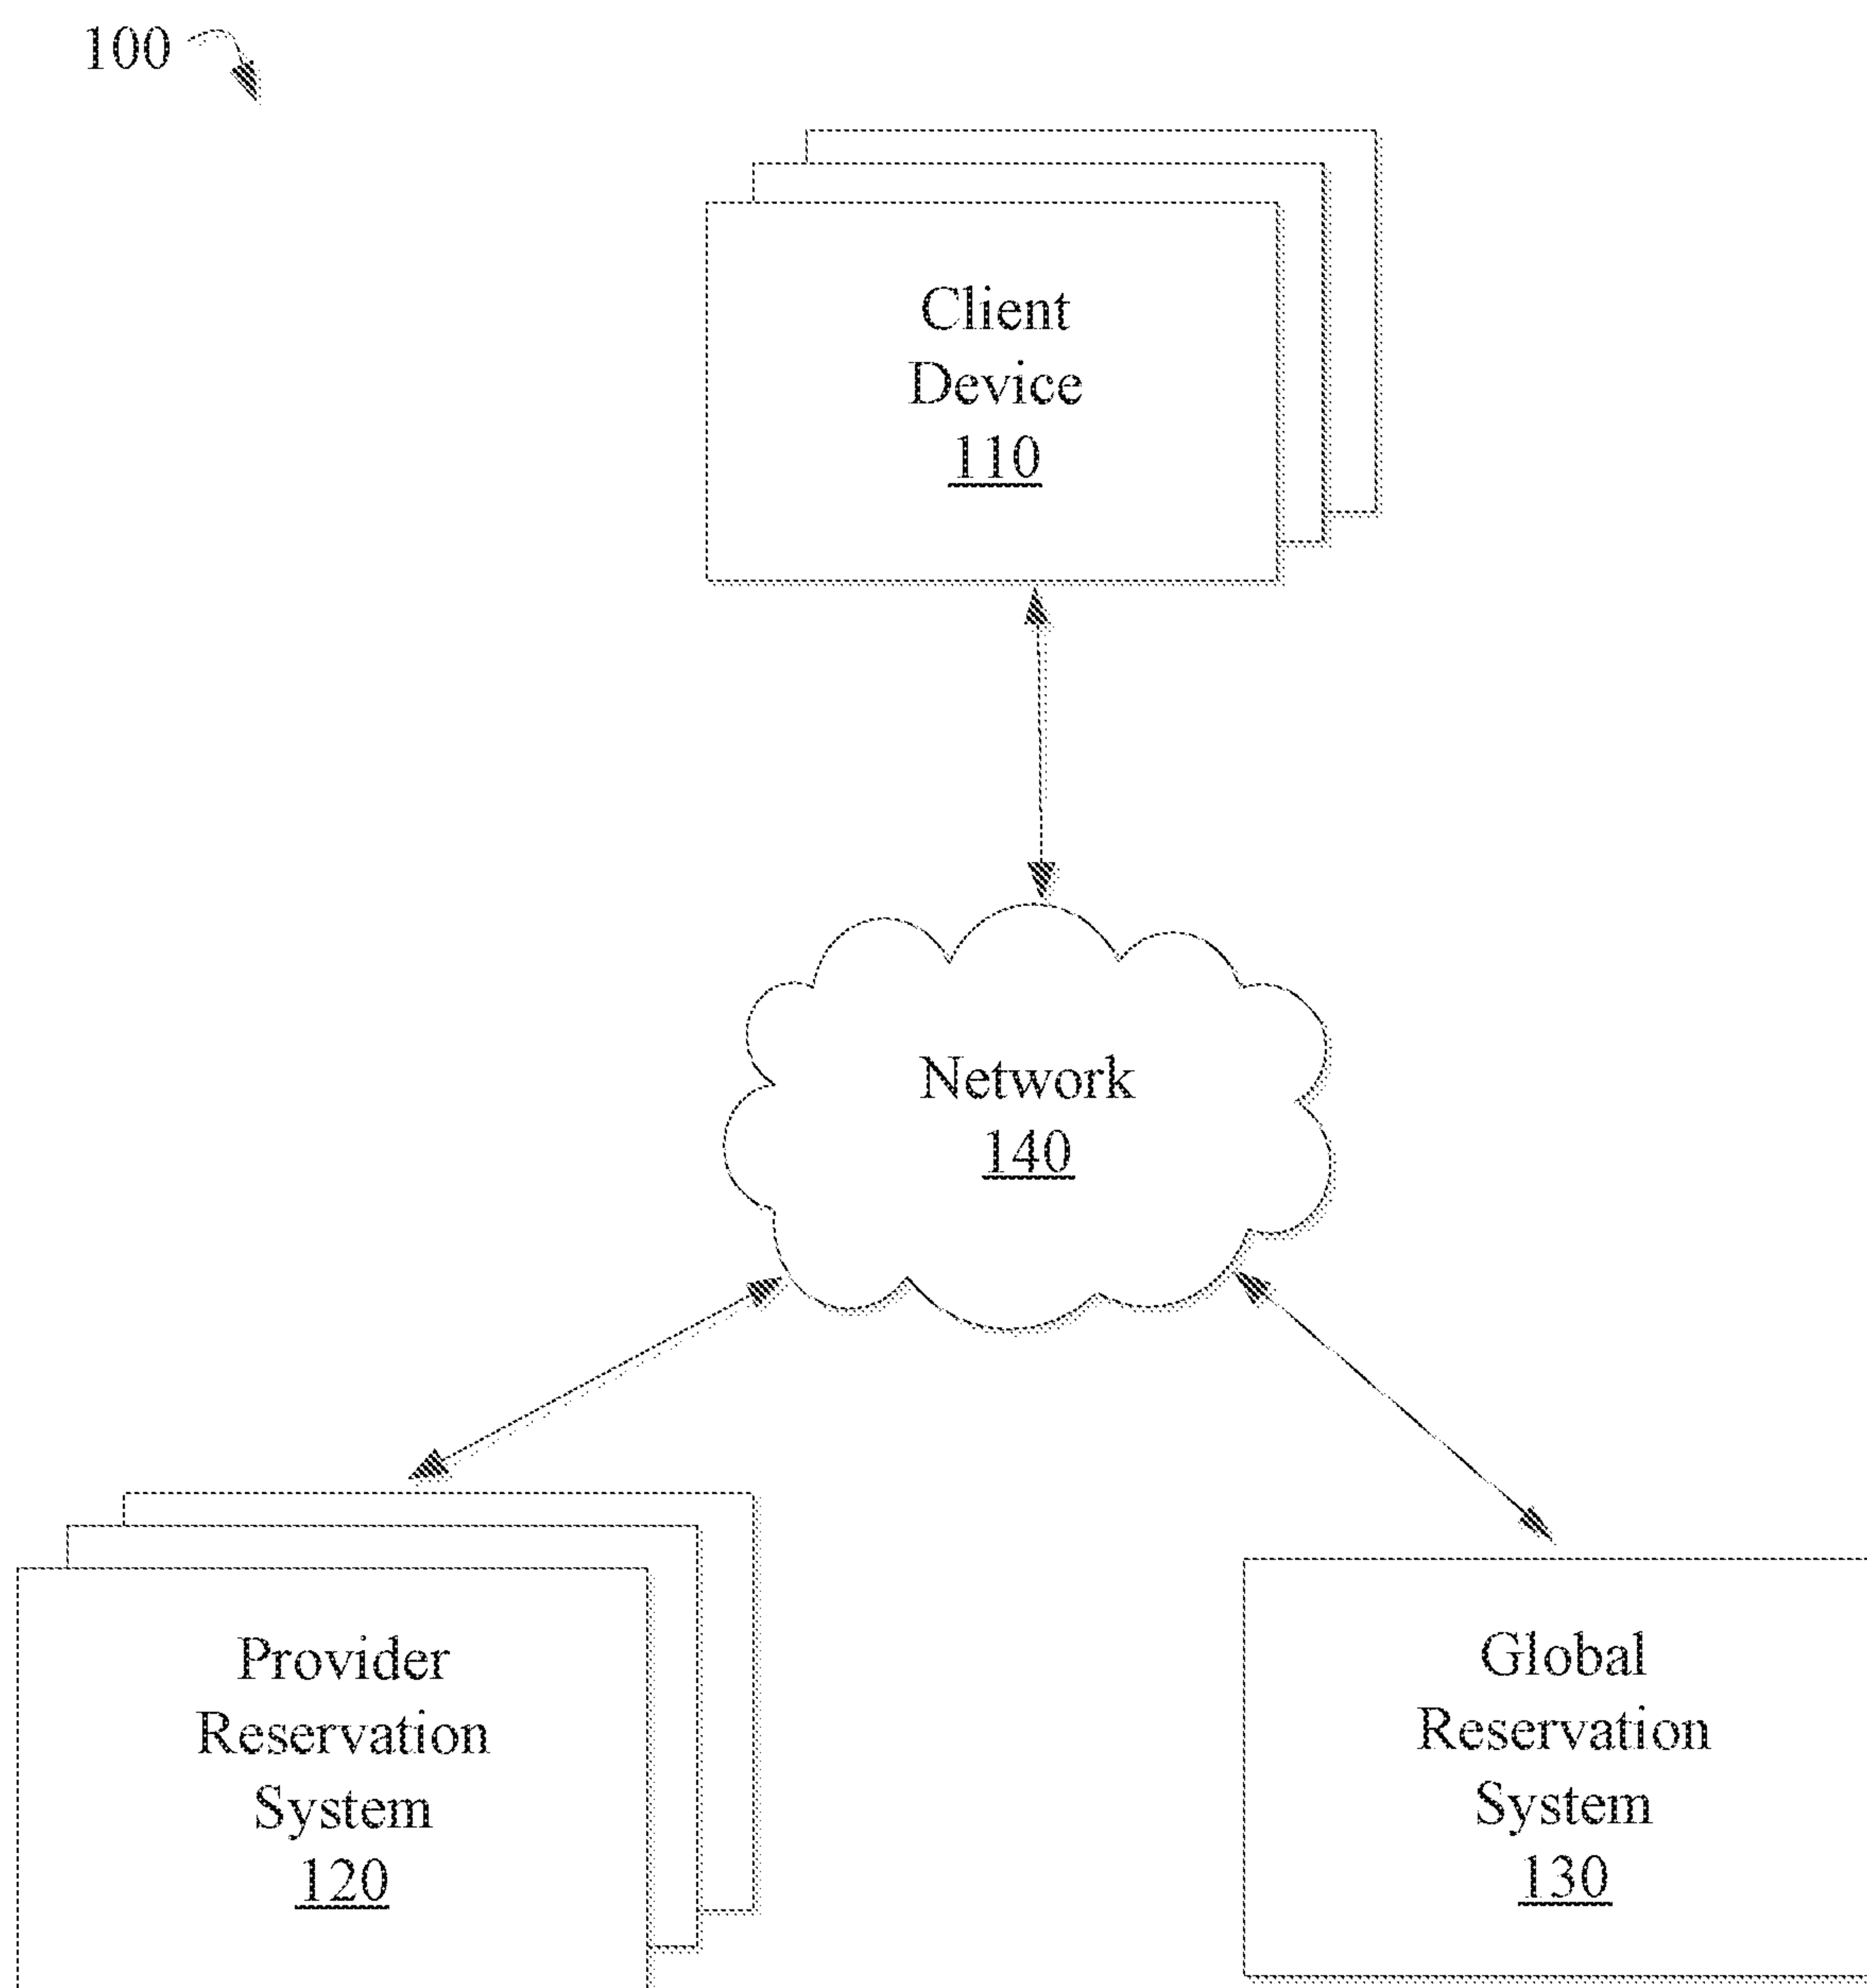 100
Client
Device
110
Network
140
Provider
Reservation
System
120
Global
Reservation
System
130